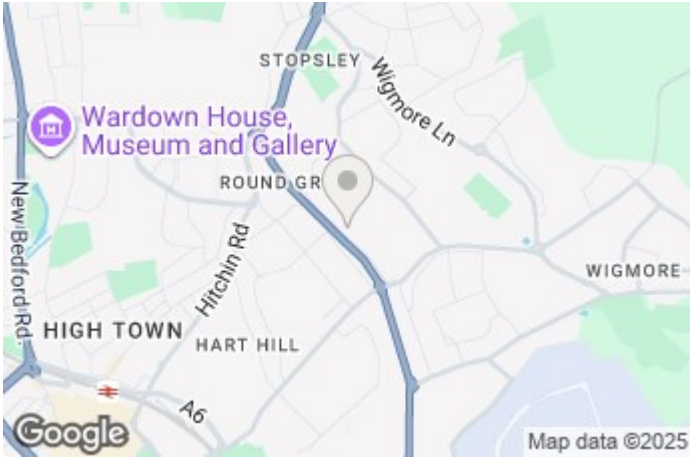 STOPSLEY
Wigmore Ln
Wardown House,
Museum and Gallery
ROUND GR
New Bedford Rd.
Hitchin Rd
WIGMORE
HIGH TOWN
HART HILL
A6
Google
Map data ©2025